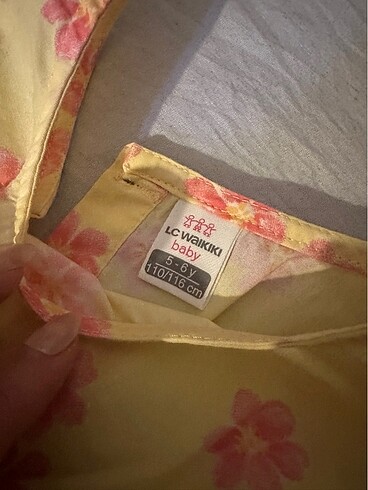 LC WAIKIKI
baby
5 - 6 y
110/116 cm